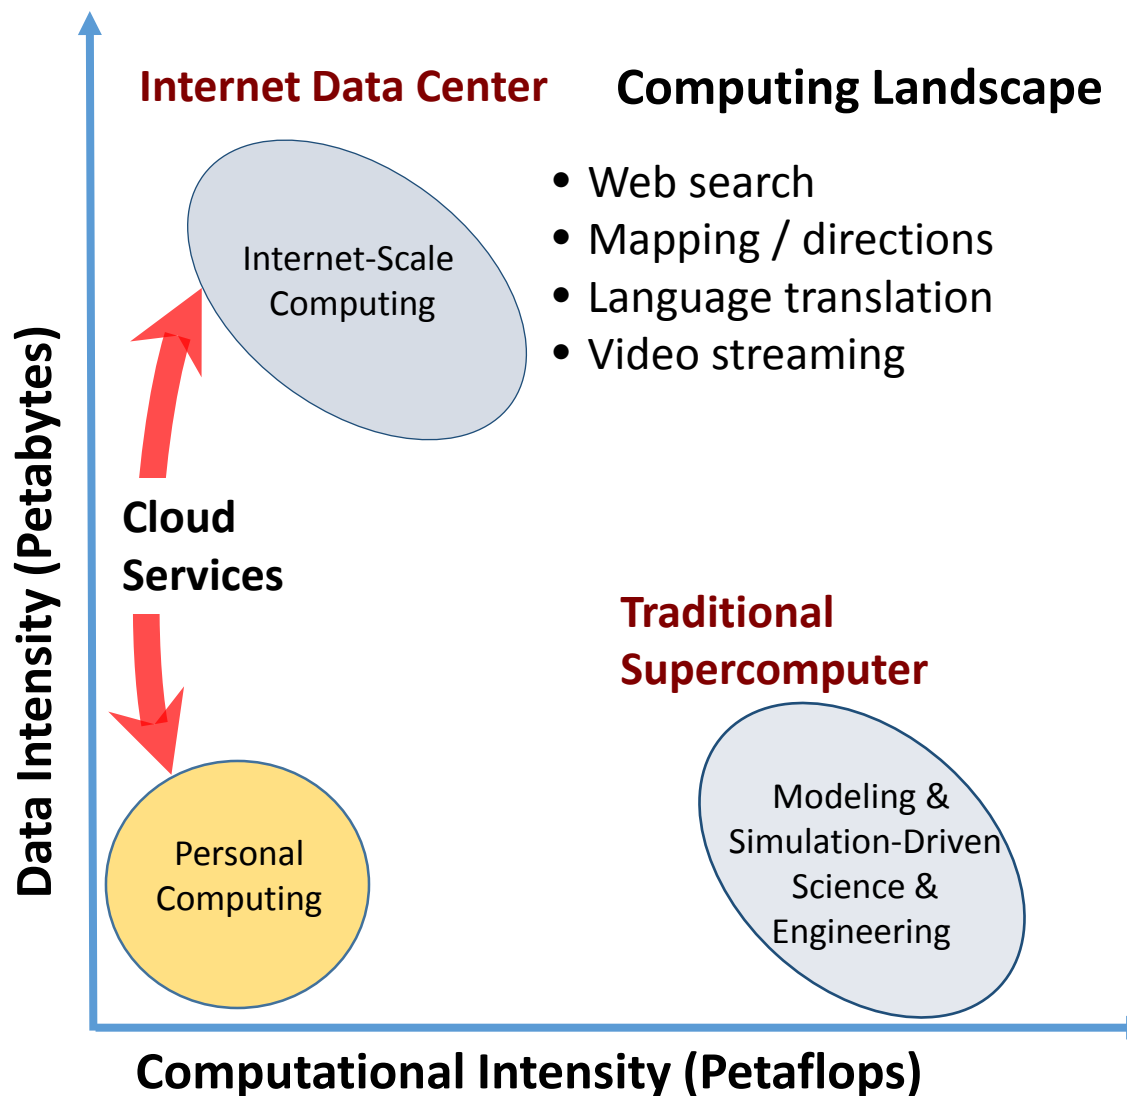 Internet Data Center
Computing Landscape
• Web search
• Mapping / directions
• Language translation
• Video streaming
Internet-Scale
Computing
Data Intensity (Petabytes)
Cloud
Services
Traditional
Supercomputer
Modeling &
Simulation-Driven
Science &
Engineering
Personal
Computing
Computational Intensity (Petaflops)